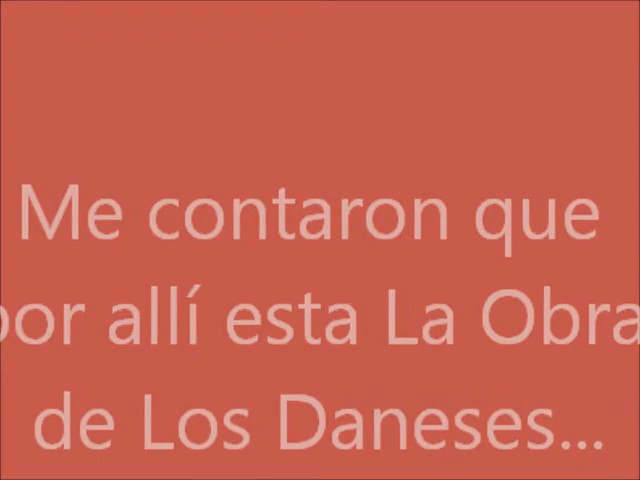 Me contaron que
por allí esta La Obra
de Los Daneses...